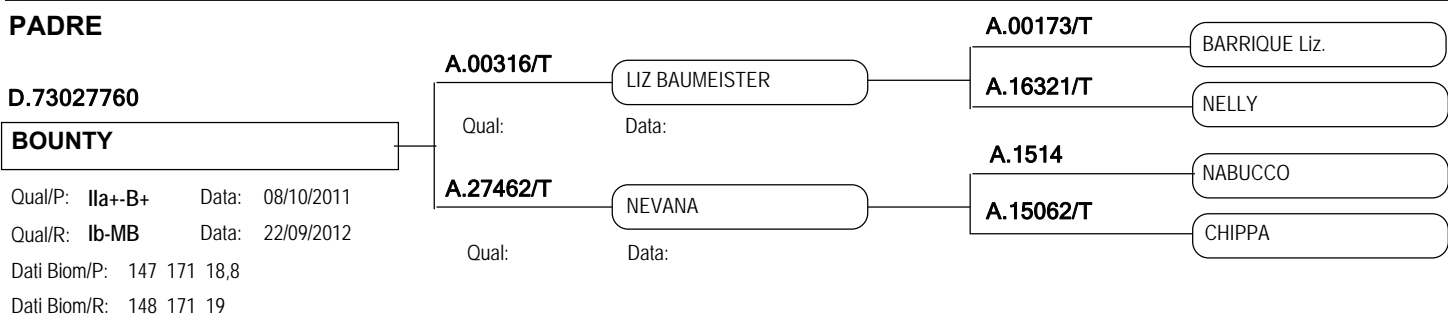 PADRE
D.73027760
BOUNTY
Qual/P: IIa+-B+ Data: 08/10/2011
Qual/R: Ib-MB Data: 22/09/2012
Dati Biom/P: 147 171 18,8
Dati Biom/R: 148 171 19
A.00316/T
LIZ BAUMEISTER
Qual: Data:
A.27462/T
NEVANA
Qual: Data:
A.00173/T
BARRIQUE Liz.
A.16321/T
NELLY
A.1514
NABUCCO
A.15062/T
CHIPPA